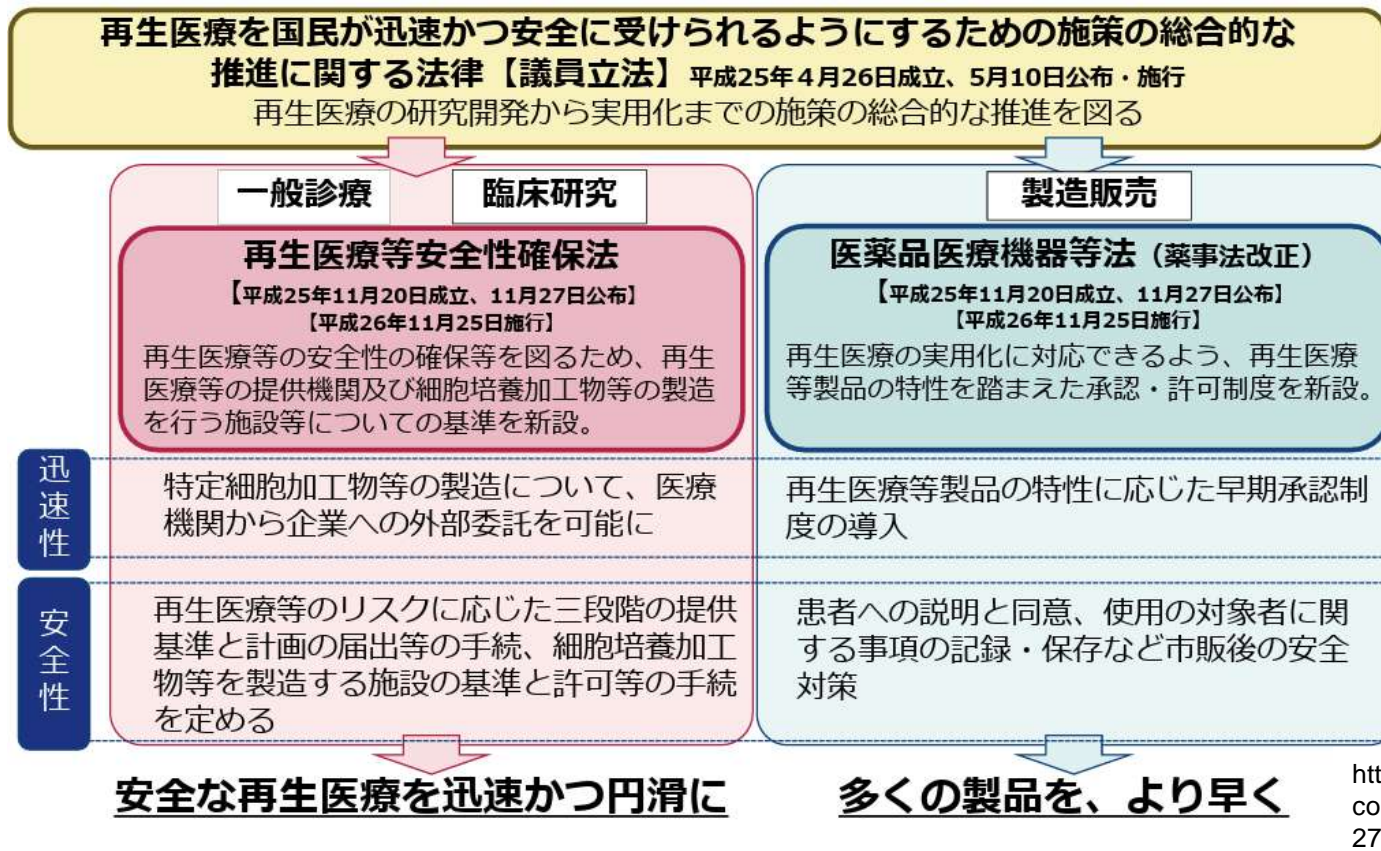 再生医療を国民が迅速かつ安全に受けられるようにするための施策の総合的な
推進に関する法律【議員立法】平成25年4月26日成立、5月10日公布・施行
再生医療の研究開発から実用化までの施策の総合的な推進を図る
一般診療
臨床研究
再生医療等安全性確保法
【平成25年11月20日成立、11月27日公布】
【平成26年11月25日施行】
再生医療等の安全性の確保等を図るため、再生
医療等の提供機関及び細胞培養加工物等の製造
を行う施設等についての基準を新設。
製造販売
医薬品医療機器等法（薬事法改正）
【平成25年11月20日成立、11月27日公布】
【平成26年11月25日施行】
再生医療の実用化に対応できるよう、再生医療
等製品の特性を踏まえた承認・許可制度を新設。
迅速性
特定細胞加工物等の製造について、医療
機関から企業への外部委託を可能に
再生医療等製品の特性に応じた早期承認制
度の導入
安全性
再生医療等のリスクに応じた三段階の提供
基準と計画の届出等の手続、細胞培養加工
物等を製造する施設の基準と許可等の手続
を定める
患者への説明と同意、使用の対象者に関
する事項の記録・保存など市販後の安全
対策
安全な再生医療を迅速かつ円滑に
多くの製品を、より早く
htt
co
27